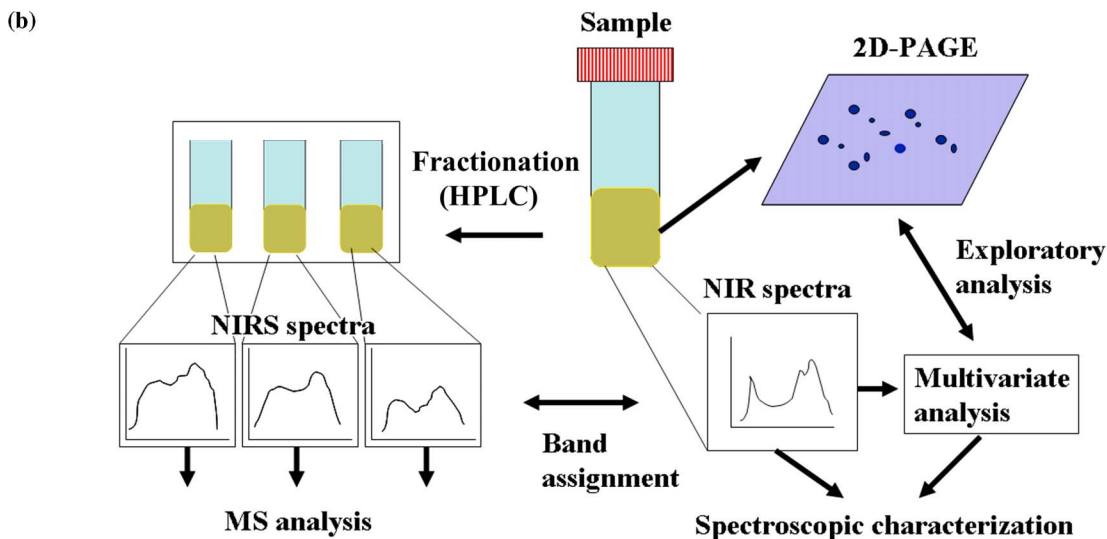 (b)
Sample
2D-PAGE
Fractionation
(HPLC)
Exploratory
analysis
NIR spectra
NIRS spectra
Multivariate
analysis
Band
assignment
MS analysis
Spectroscopic characterization